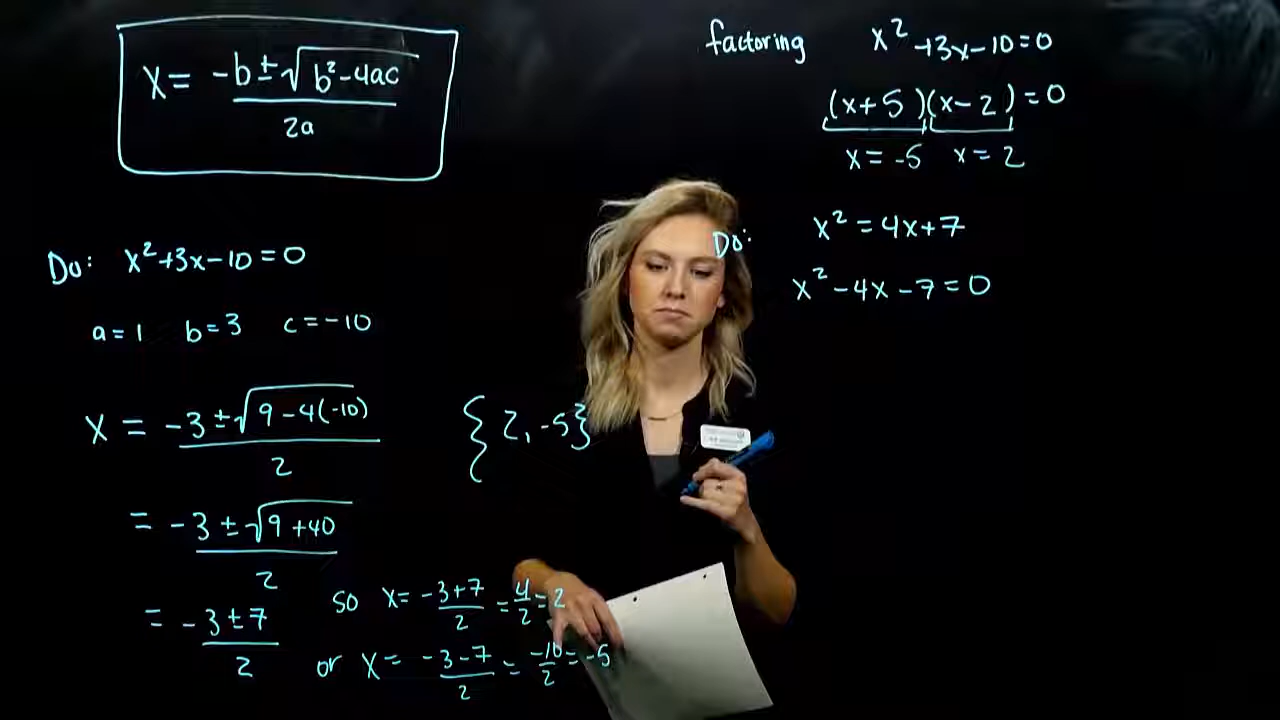 x = -b ± √(b² - 4ac) / 2a
Do: x² + 3x - 10 = 0
a = 1 b = 3 c = -10
x = -3 ± √(9 - 4(-10)) / 2
= -3 ± √(9 + 40) / 2
= -3 ± 7 / 2
so x = -3 + 7 / 2 = 4/2 = 2
or x = -3 - 7 / 2 = -10/2 = -5
{2, -5}
factoring x² + 3x - 10 = 0
(x + 5)(x - 2) = 0
x = -5 x = 2
Do: x² = 4x + 7
x² - 4x - 7 = 0